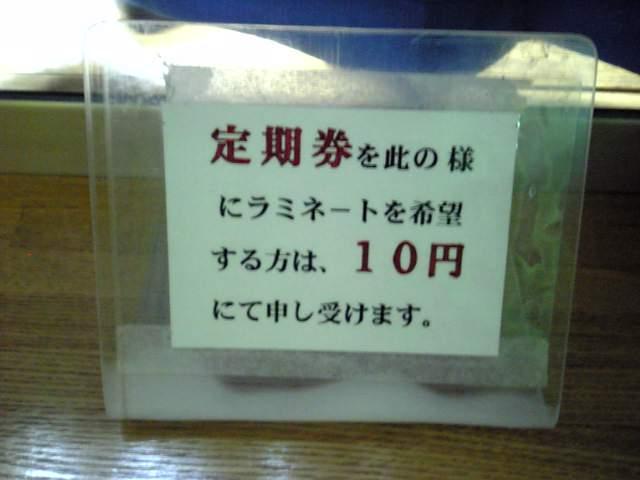 定期券を此の様
にラミネートを希望
する方は、１０円
にて申し受けます。